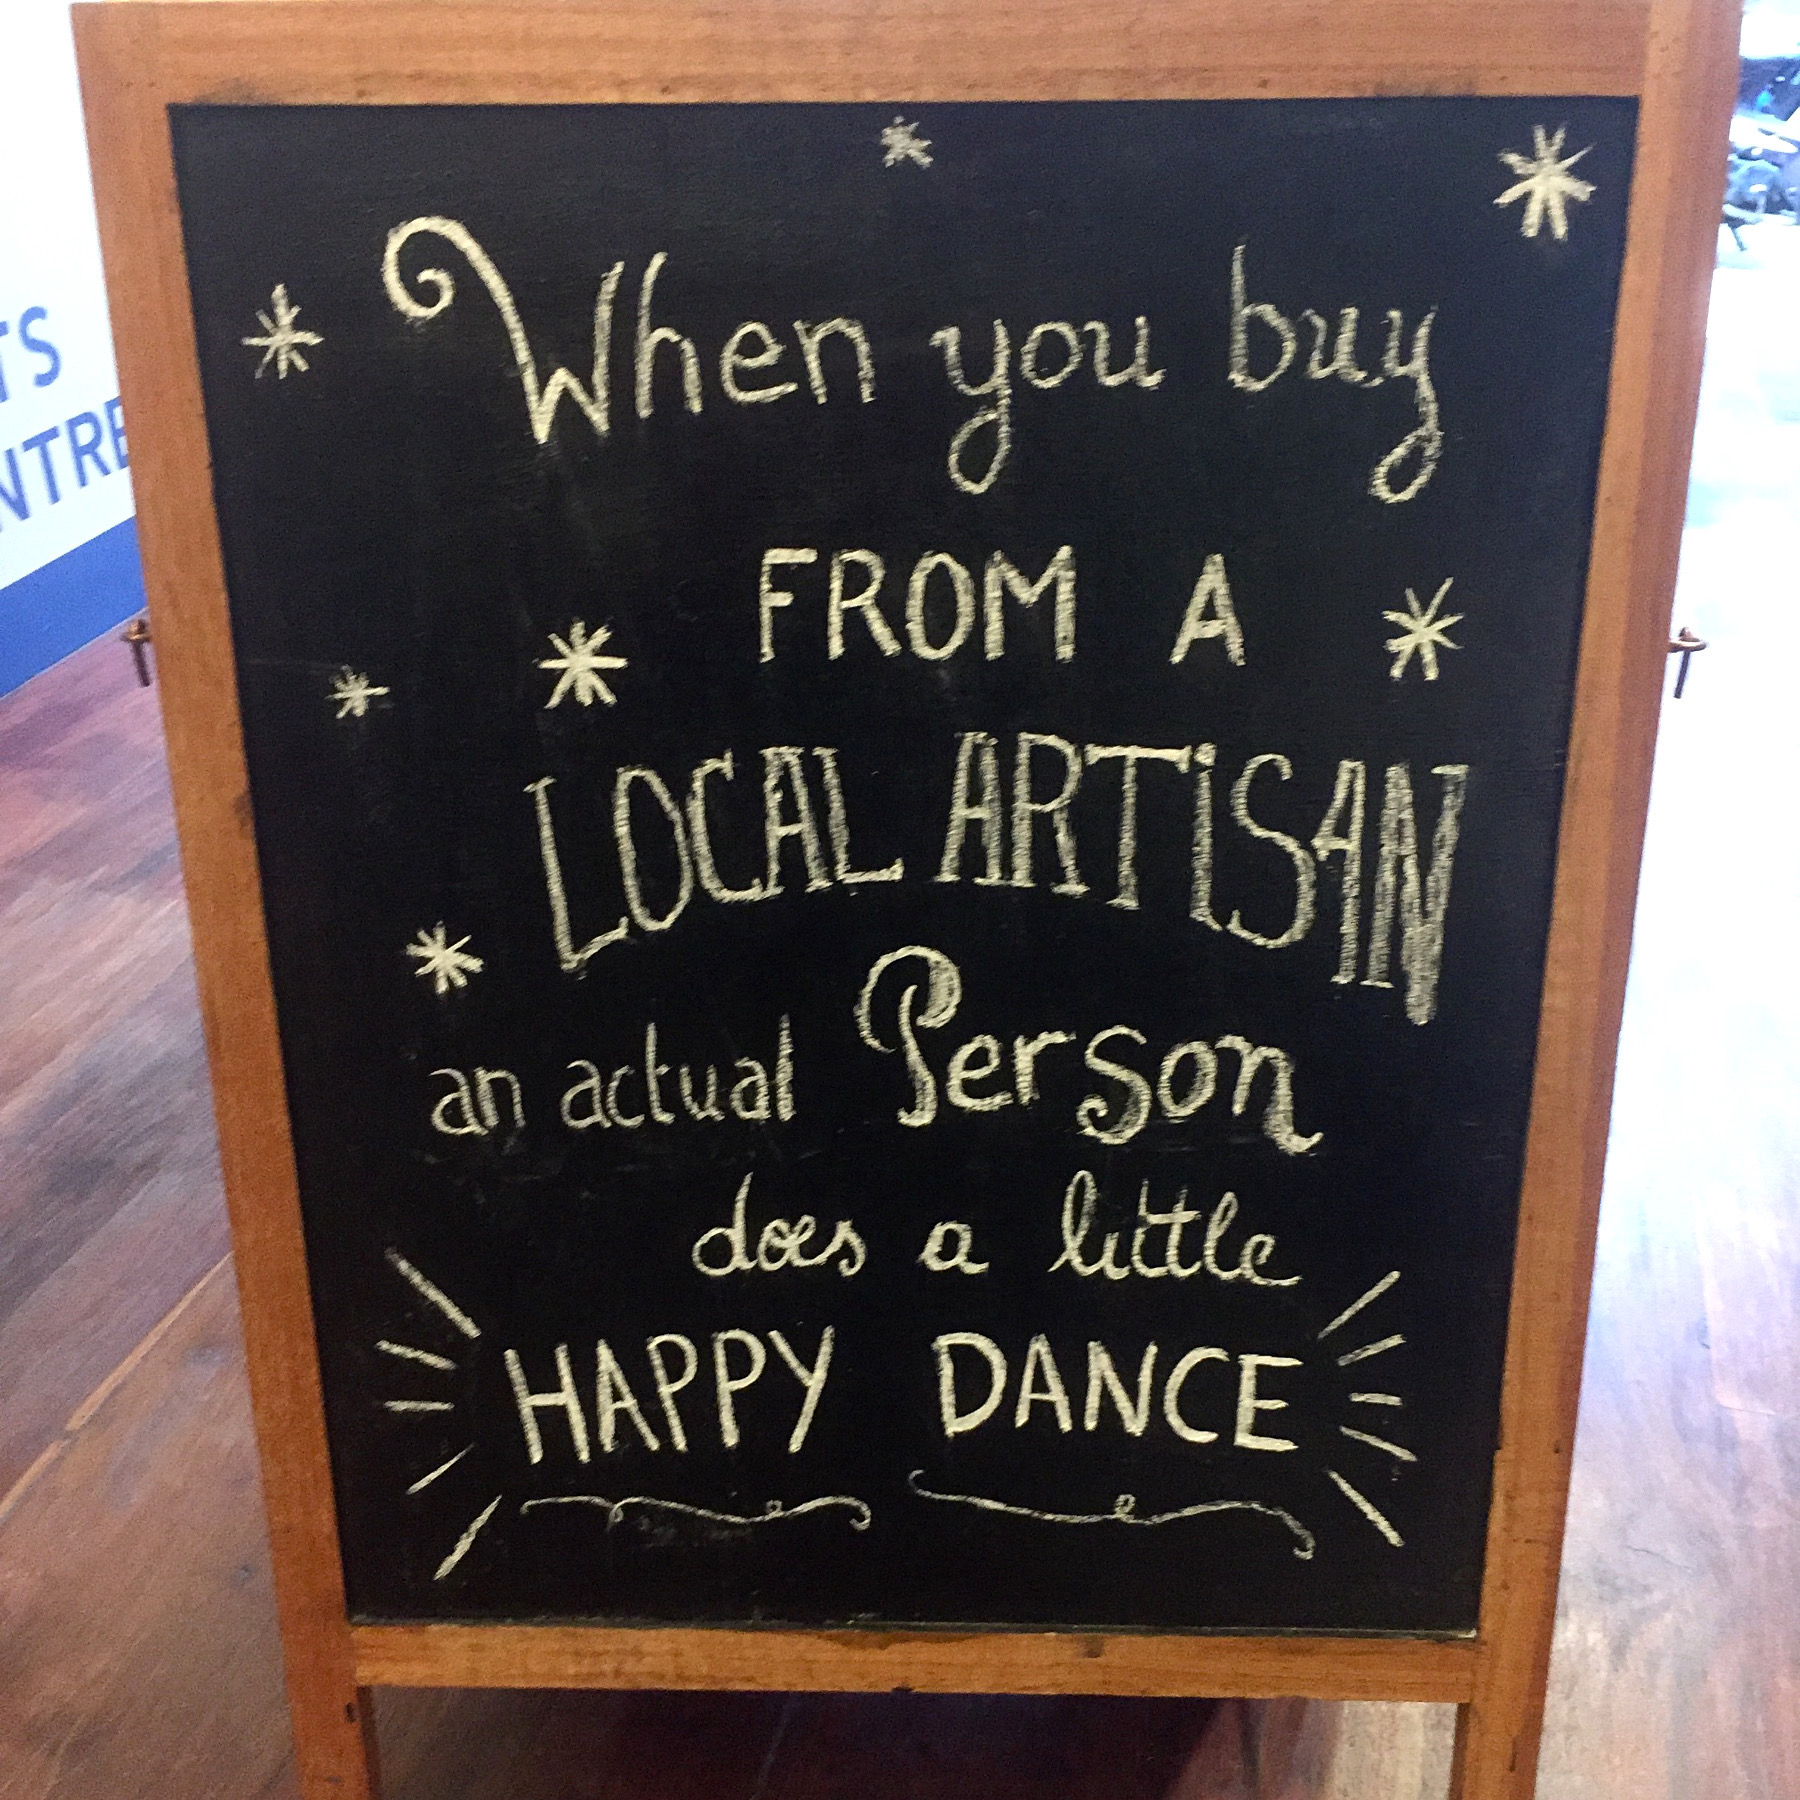 TS
NTRE
When you buy
FROM A
LOCAL ARTiSAN
an actual Person
does a little
HAPPY DANCE